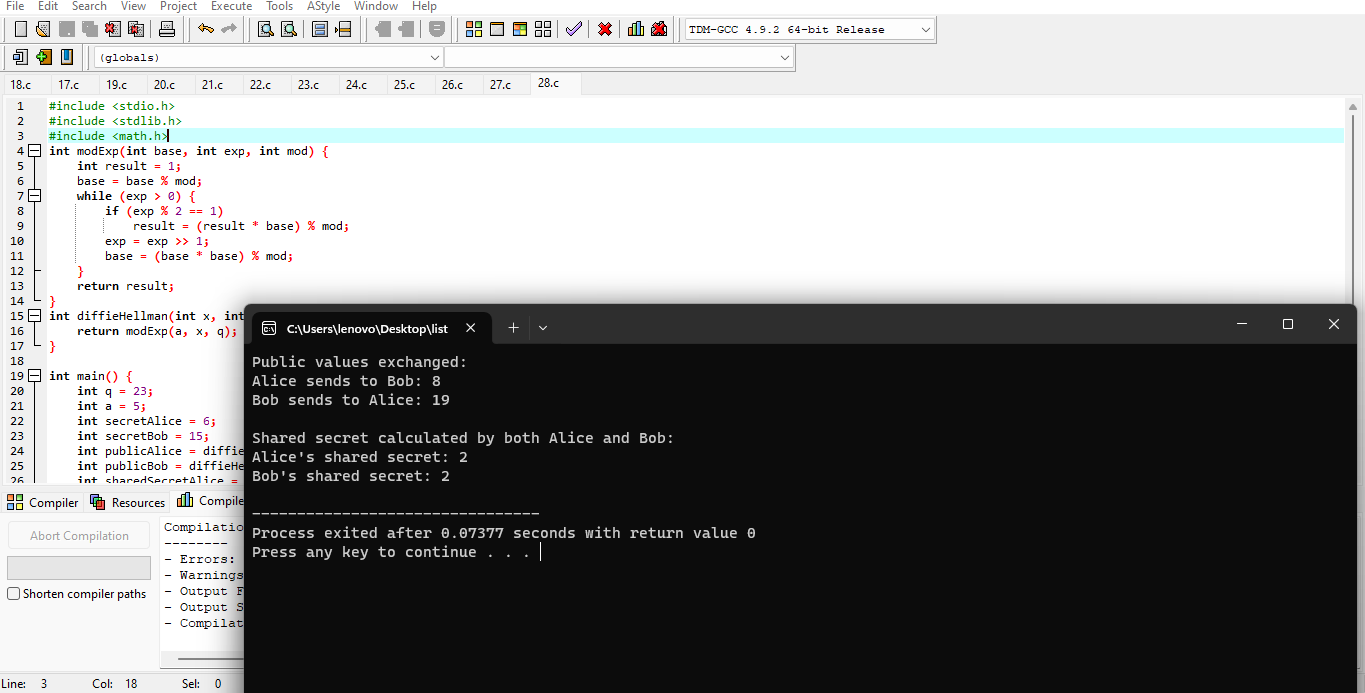 File Edit Search View Project Execute Tools AStyle Window Help
TDM-GCC 4.9.2 64-bit Release
(globals)
18.c 17.c 19.c 20.c 21.c 22.c 23.c 24.c 25.c 26.c 27.c 28.c
1 #include <stdio.h>
2 #include <stdlib.h>
3 #include <math.h>
4 int modExp(int base, int exp, int mod) {
5 int result = 1;
6 base = base % mod;
7 while (exp > 0) {
8 if (exp % 2 == 1)
9 result = (result * base) % mod;
10 exp = exp >> 1;
11 base = (base * base) % mod;
12 }
13 return result;
14 }
15 int diffieHellman(int x, int
16 return modExp(a, x, q);
17 }
18
19 int main() {
20 int q = 23;
21 int a = 5;
22 int secretAlice = 6;
23 int secretBob = 15;
24 int publicAlice = diffie
25 int publicBob = diffieHe
26 int sharedSecretAlice =
C:\Users\lenovo\Desktop\list
Public values exchanged:
Alice sends to Bob: 8
Bob sends to Alice: 19
Shared secret calculated by both Alice and Bob:
Alice's shared secret: 2
Bob's shared secret: 2
--------------------------------
Process exited after 0.07377 seconds with return value 0
Press any key to continue . . .
Compiler Resources Compile
Abort Compilation
Shorten compiler paths
Compilatio
--------
- Errors:
- Warnings
- Output F
- Output S
- Compilat
Line: 3 Col: 18 Sel: 0